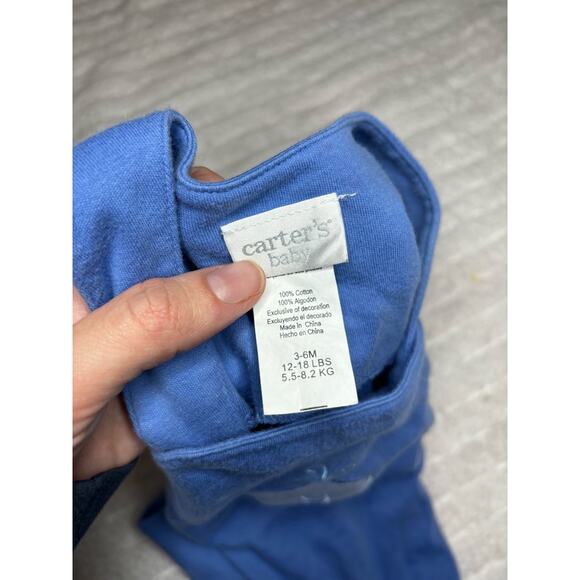 carter's®
baby
100% Cotton
100% Algodon
Exclusive of decoration
Excluyendo el decorado
Made in China
Hecho en China
3-6M
12-18 LBS
5.5-8.2 KG